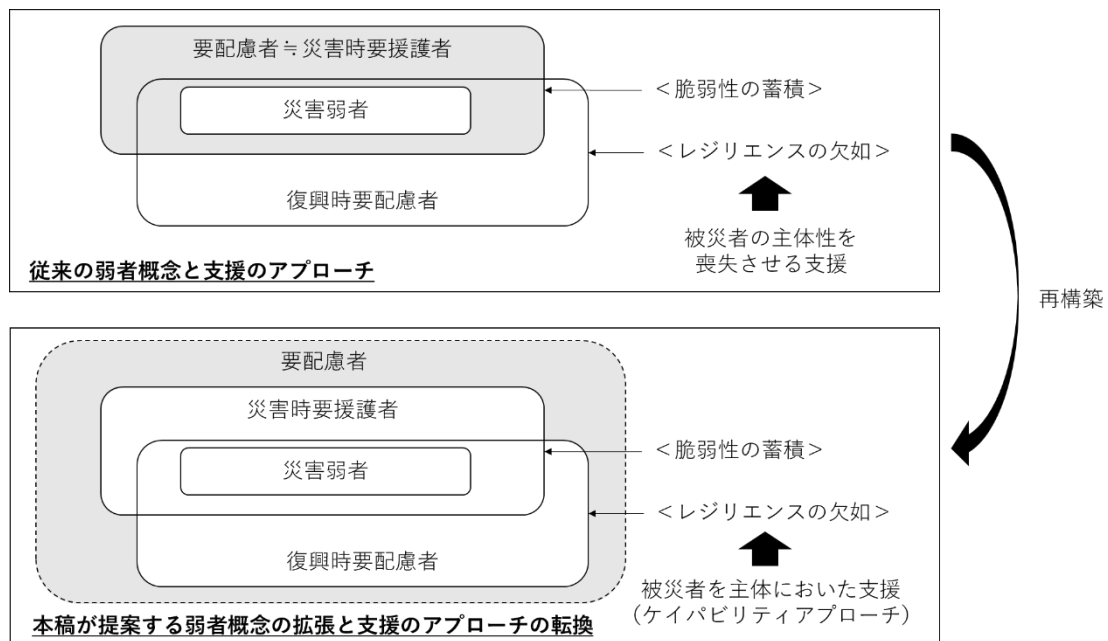 要配慮者≒災害時要援護者
災害弱者
復興時要配慮者
＜脆弱性の蓄積＞
＜レジリエンスの欠如＞
被災者の主体性を
喪失させる支援
従来の弱者概念と支援のアプローチ
再構築
要配慮者
災害時要援護者
災害弱者
復興時要配慮者
＜脆弱性の蓄積＞
＜レジリエンスの欠如＞
被災者を主体においた支援
（ケイパビリティアプローチ）
本稿が提案する弱者概念の拡張と支援のアプローチの転換